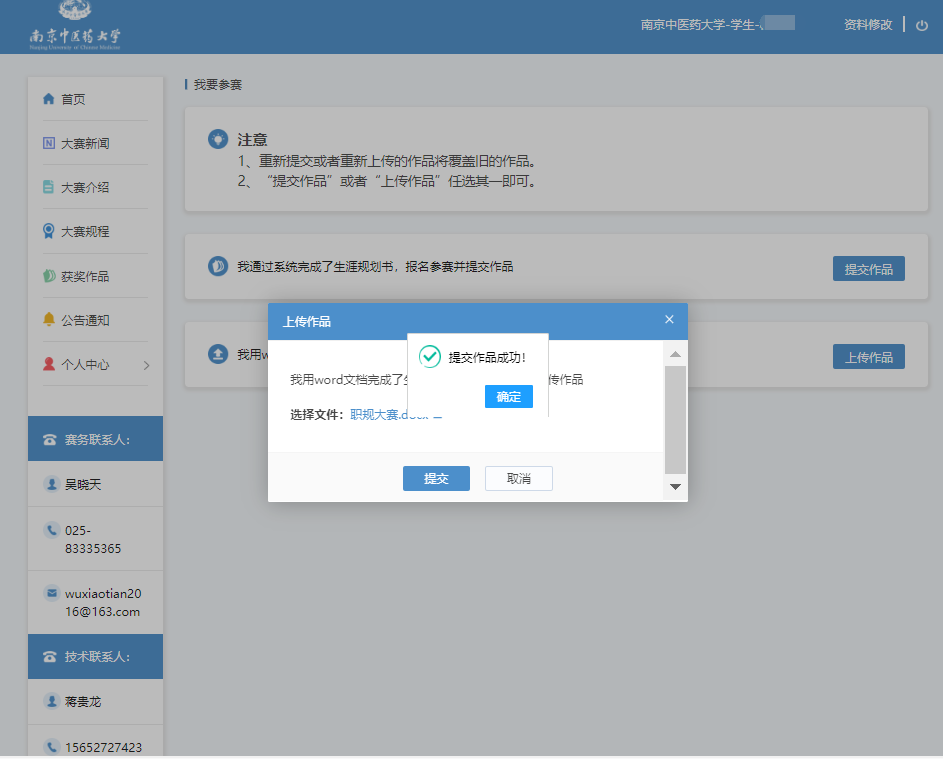 南京中医药大学
Nanjing University of Chinese Medicine
南京中医药大学-学生-
资料修改
首页
大赛新闻
大赛介绍
大赛规程
获奖作品
公告通知
个人中心
赛务联系人：
吴晓天
025-
83335365
wuxiaotian20
16@163.com
技术联系人：
蒋贵龙
15652727423
我要参赛
注意
1、重新提交或者重新上传的作品将覆盖旧的作品。
2、“提交作品”或者“上传作品”任选其一即可。
我通过系统完成了生涯规划书，报名参赛并提交作品
提交作品
我用w
上传作品
上传作品
×
提交作品成功！
确定
我用word文档完成了生
传作品
选择文件：职规大赛.docx
提交
取消